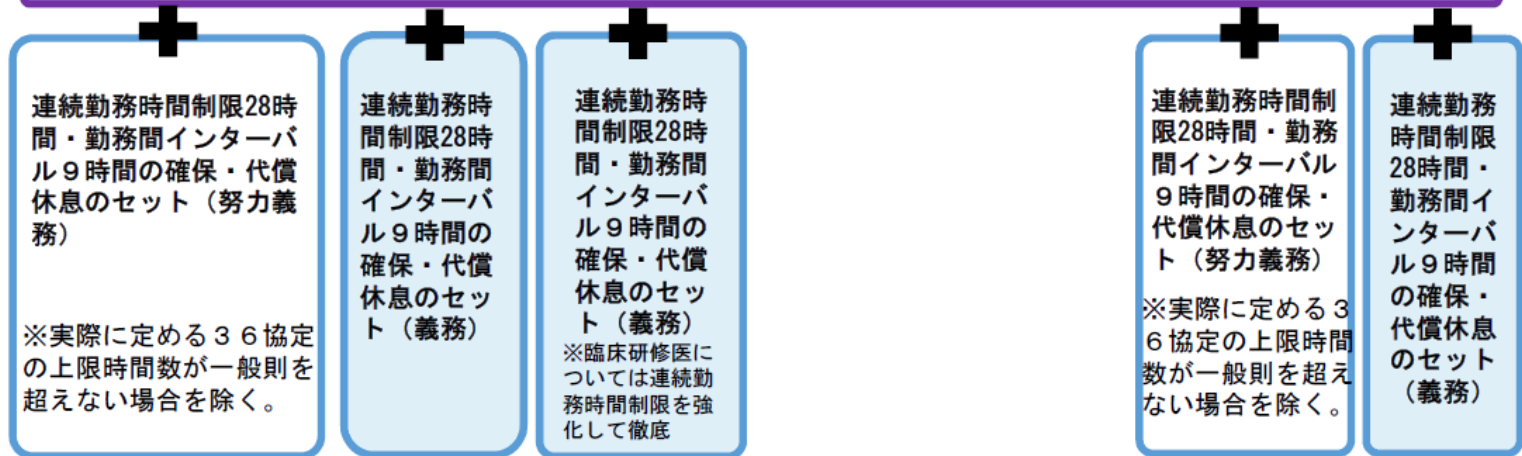 連続勤務時間制限28時
間・勤務間インターバ
ル９時間の確保・代償
休息のセット（努力義
務）
※実際に定める３６協定
の上限時間数が一般則を
超えない場合を除く。
連続勤務時
間制限28時
間・勤務間
インターバ
ル９時間の
確保・代償
休息のセッ
ト（義務）
連続勤務時
間制限28時
間・勤務間
インターバ
ル９時間の
確保・代償
休息のセッ
ト（義務）
※臨床研修医に
ついては連続勤
務時間制限を強
化して徹底
連続勤務時間制
限28時間・勤務
間インターバル
９時間の確保・
代償休息のセッ
ト（努力義務）
※実際に定める３
６協定の上限時間
数が一般則を超え
ない場合を除く。
連続勤務
時間制限
28時間・
勤務間イ
ンターバ
ル９時間
の確保・
代償休息
のセット
（義務）